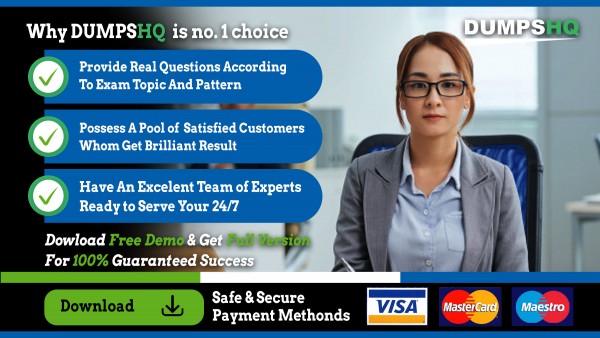 Why DUMPSHQ is no. 1 choice
DUMPSHQ
Provide Real Questions According
To Exam Topic And Pattern
Possess A Pool of Satisfied Customers
Whom Get Brilliant Result
Have An Excelent Team of Experts
Ready to Serve Your 24/7
Dowload Free Demo & Get Full Version
For 100% Guaranteed Success
Download
Safe & Secure
Payment Methonds
VISA
MasterCard
Maestro